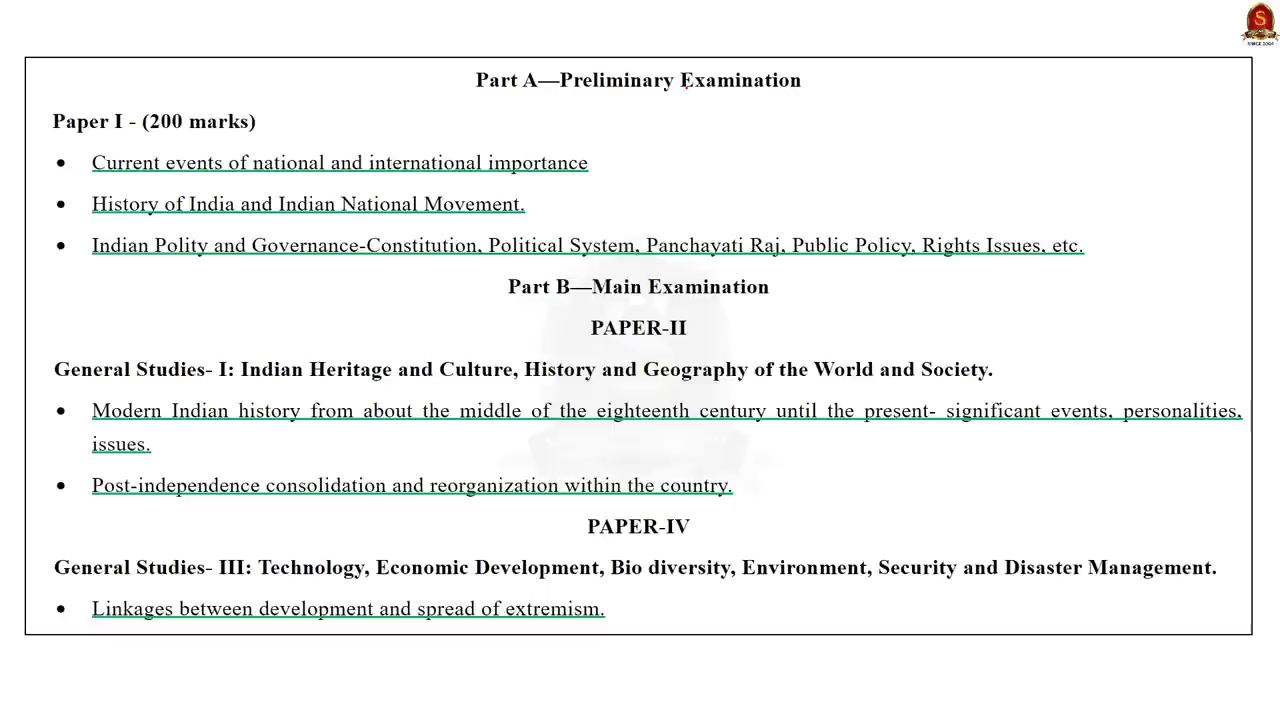 S
SINCE 2004
Part A—Preliminary Examination
Paper I - (200 marks)
• Current events of national and international importance
• History of India and Indian National Movement.
• Indian Polity and Governance-Constitution, Political System, Panchayati Raj, Public Policy, Rights Issues, etc.
Part B—Main Examination
PAPER-II
General Studies- I: Indian Heritage and Culture, History and Geography of the World and Society.
• Modern Indian history from about the middle of the eighteenth century until the present- significant events, personalities,
issues.
• Post-independence consolidation and reorganization within the country.
PAPER-IV
General Studies- III: Technology, Economic Development, Bio diversity, Environment, Security and Disaster Management.
• Linkages between development and spread of extremism.